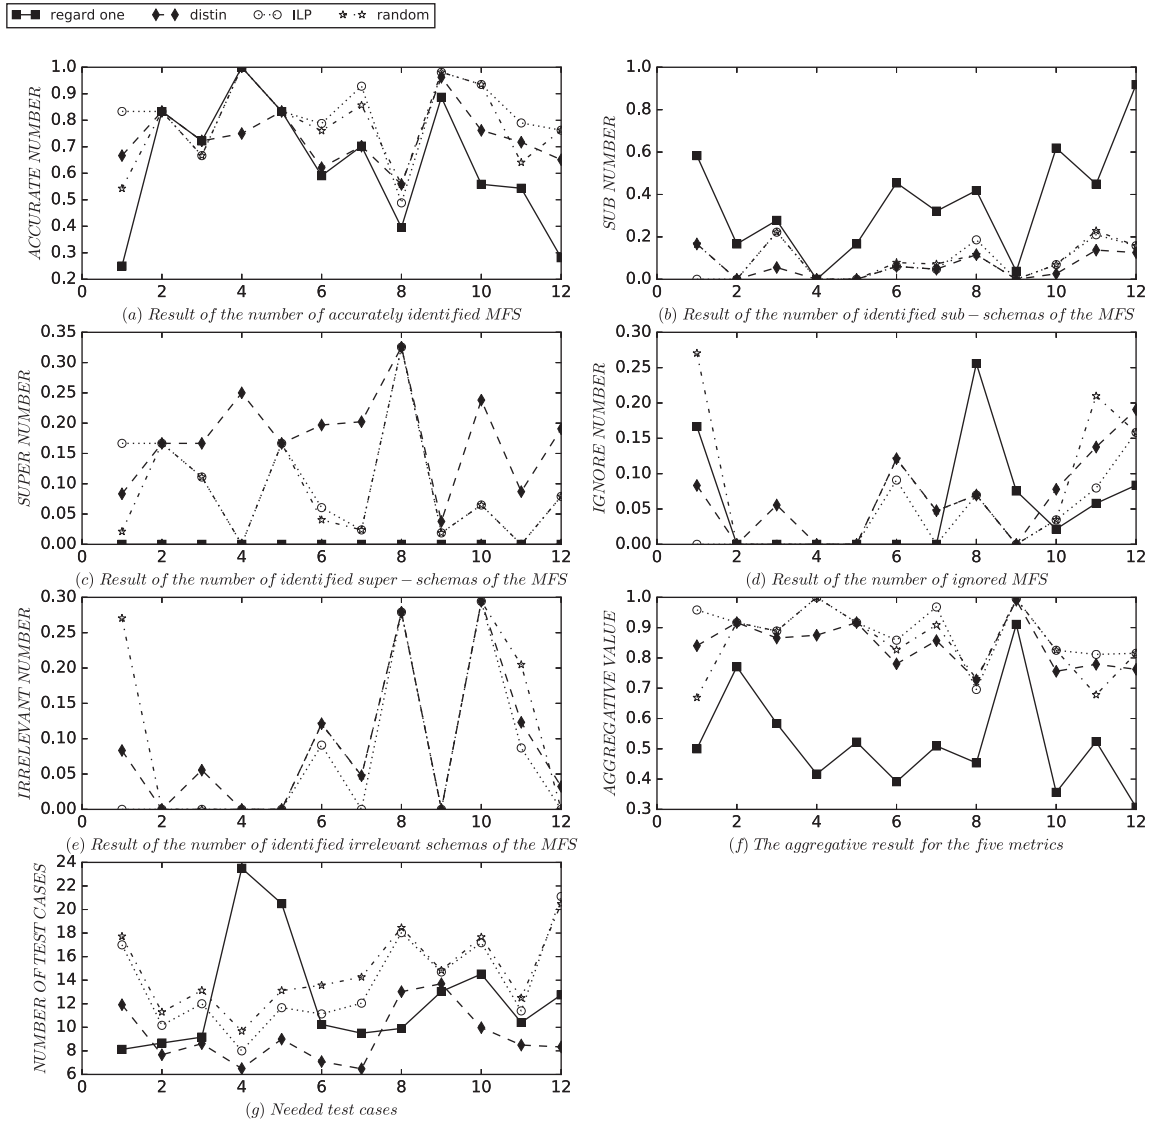 regard one distin ILP random
1.0
0.9
0.8
0.7
0.6
0.5
0.4
0.3
0.2
ACCURATE NUMBER
0 2 4 6 8 10 12
(a) Result of the number of accurately identified MFS
1.0
0.8
0.6
0.4
0.2
0.0
SUB NUMBER
0 2 4 6 8 10 12
(b) Result of the number of identified sub − schemas of the MFS
0.35
0.30
0.25
0.20
0.15
0.10
0.05
0.00
SUPER NUMBER
0 2 4 6 8 10 12
(c) Result of the number of identified super − schemas of the MFS
0.30
0.25
0.20
0.15
0.10
0.05
0.00
IGNORE NUMBER
0 2 4 6 8 10 12
(d) Result of the number of ignored MFS
0.30
0.25
0.20
0.15
0.10
0.05
0.00
IRRELEVANT NUMBER
0 2 4 6 8 10 12
(e) Result of the number of identified irrelevant schemas of the MFS
1.0
0.9
0.8
0.7
0.6
0.5
0.4
0.3
AGGREGATIVE VALUE
0 2 4 6 8 10 12
(f) The aggregative result for the five metrics
24
22
20
18
16
14
12
10
8
6
NUMBER OF TEST CASES
0 2 4 6 8 10 12
(g) Needed test cases